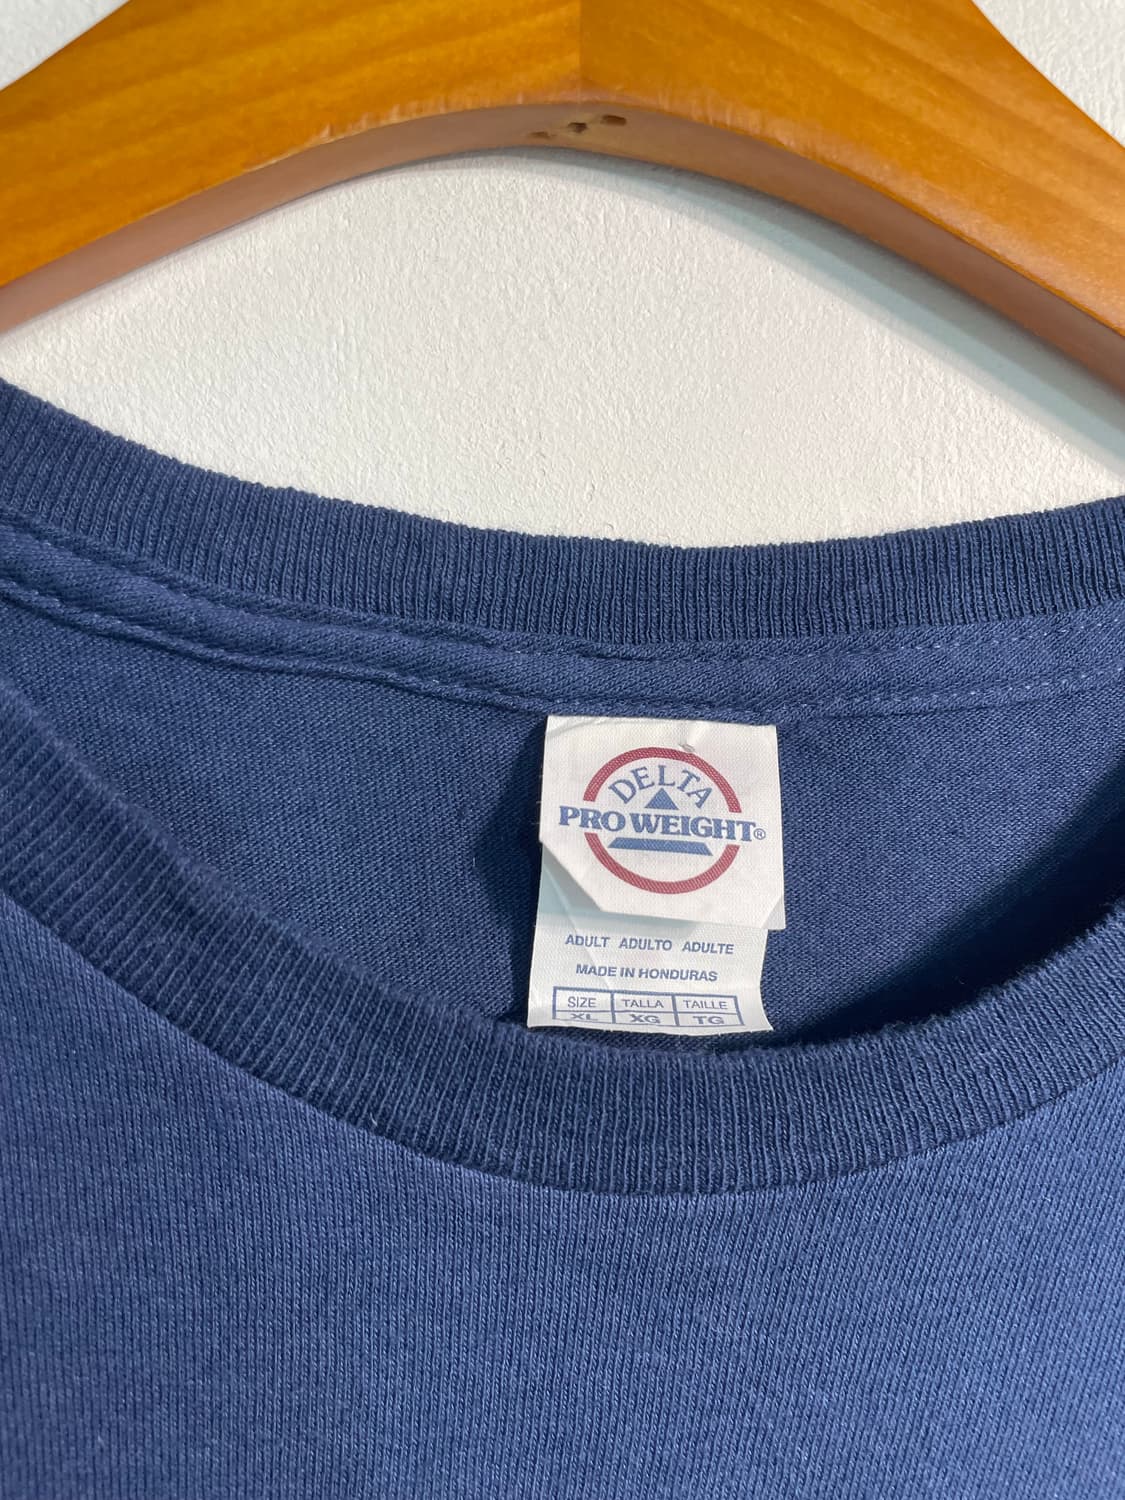 DELTA
PRO WEIGHT®
ADULT ADULTO ADULTE
MADE IN HONDURAS
SIZE TALLA TAILLE
XL XG TG